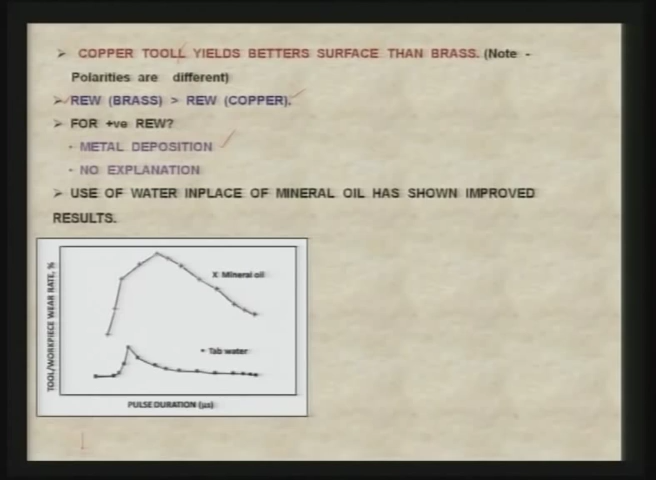 ➢ COPPER TOOLL YIELDS BETTERS SURFACE THAN BRASS. (Note -
Polarities are different)
➢ REW (BRASS) > REW (COPPER).
➢ FOR +ve REW?
- METAL DEPOSITION
- NO EXPLANATION
➢ USE OF WATER INPLACE OF MINERAL OIL HAS SHOWN IMPROVED
RESULTS.
TOOL/WORKPIECE WEAR RATE, %
X Mineral oil
• Tab water
PULSE DURATION (µs)